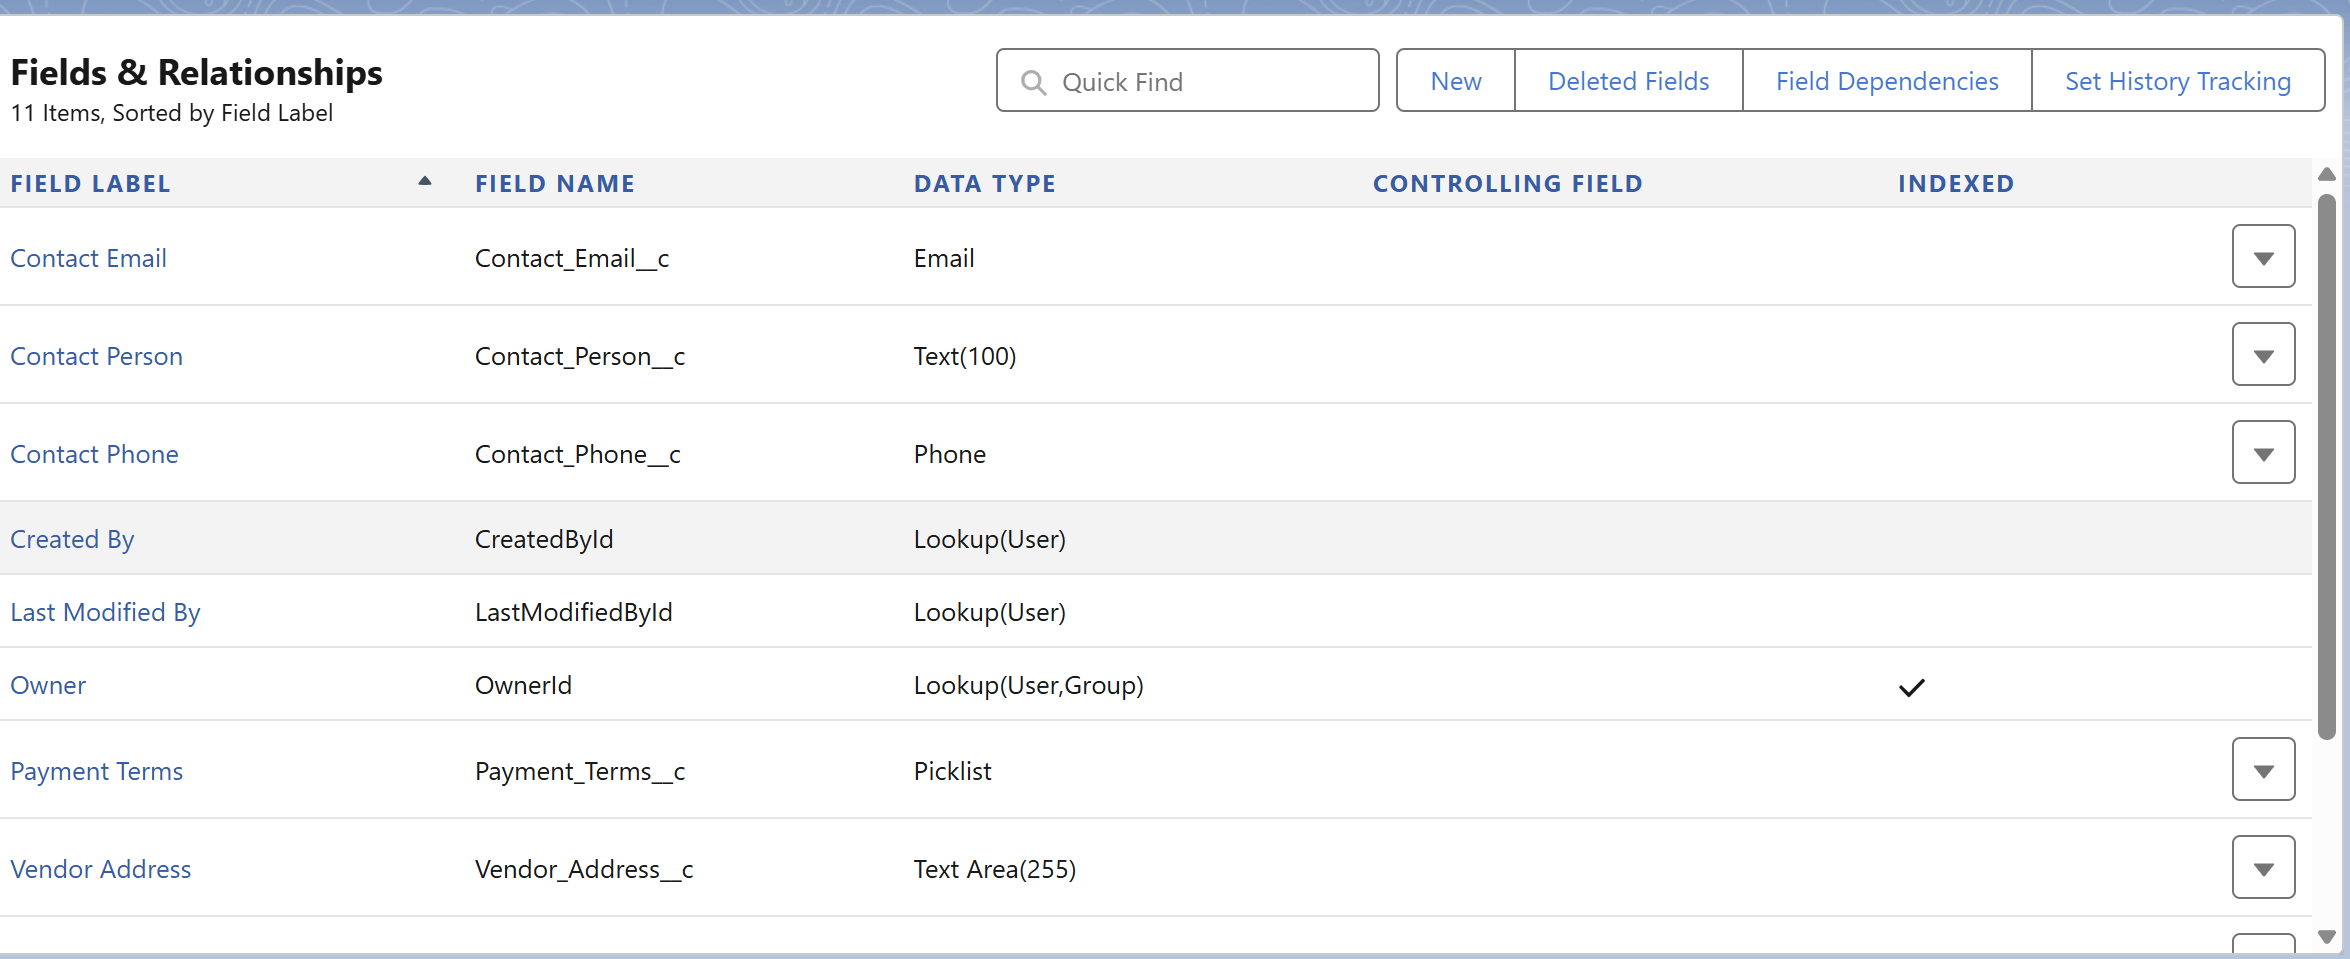 Fields & Relationships
11 Items, Sorted by Field Label
Quick Find
New
Deleted Fields
Field Dependencies
Set History Tracking
FIELD LABEL FIELD NAME DATA TYPE CONTROLLING FIELD INDEXED
Contact Email Contact_Email__c Email
Contact Person Contact_Person__c Text(100)
Contact Phone Contact_Phone__c Phone
Created By CreatedById Lookup(User)
Last Modified By LastModifiedById Lookup(User)
Owner OwnerId Lookup(User,Group)
Payment Terms Payment_Terms__c Picklist
Vendor Address Vendor_Address__c Text Area(255)